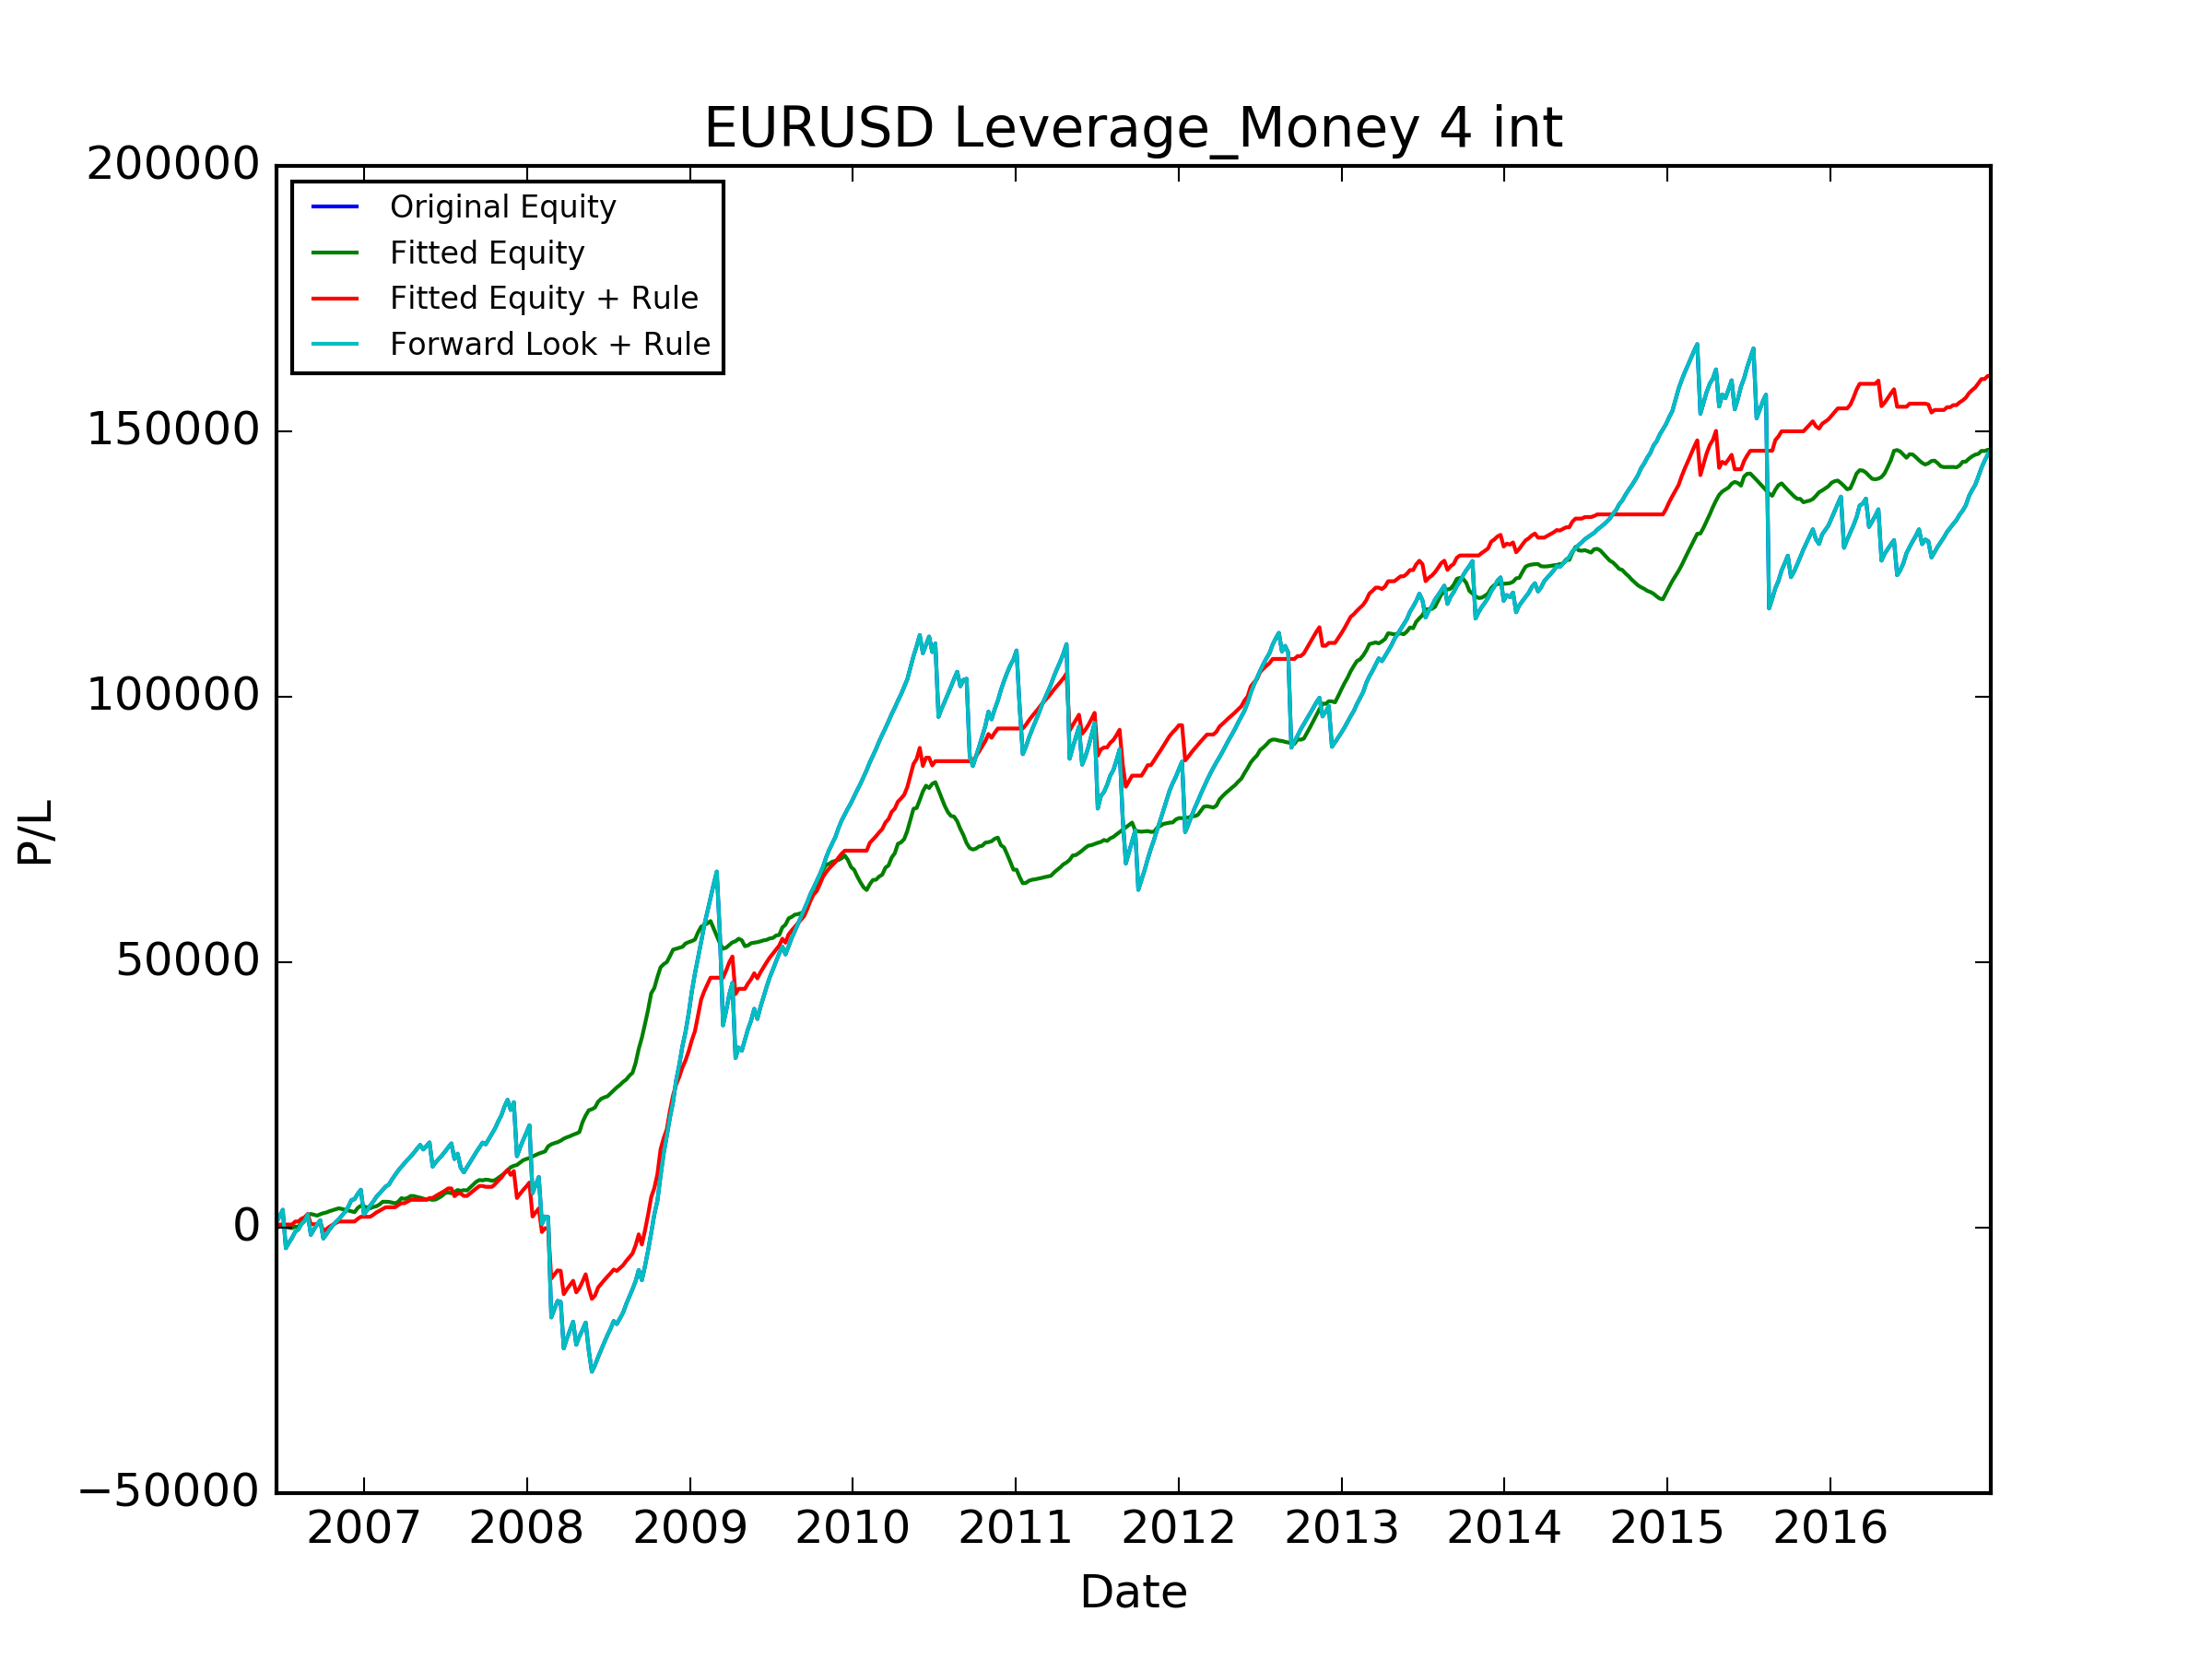 EURUSD Leverage_Money 4 int
200000
150000
100000
50000
0
−50000
P/L
Original Equity
Fitted Equity
Fitted Equity + Rule
Forward Look + Rule
2007 2008 2009 2010 2011 2012 2013 2014 2015 2016
Date